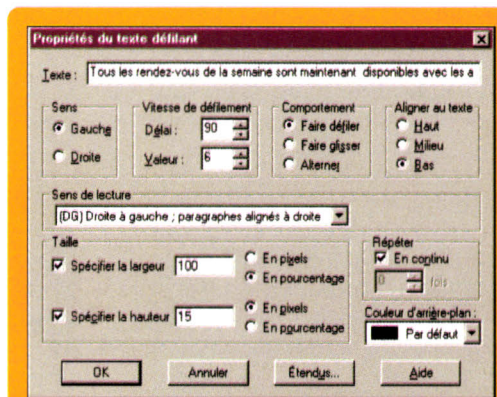 Propriétés du texte défilant
Texte : Tous les rendez-vous de la semaine sont maintenant disponibles avec les a
Sens
Gauche
Droite
Vitesse de défilement
Délai : 90
Valeur : 6
Comportement
Faire défiler
Faire glisser
Alterner
Aligner au texte
Haut
Milieu
Bas
Sens de lecture
(DG) Droite à gauche ; paragraphes alignés à droite
Taille
Spécifier la largeur 100
En pixels
En pourcentage
Spécifier la hauteur 15
En pixels
En pourcentage
Répéter
En continu
0 fois
Couleur d'arrière-plan :
Par défaut
OK Annuler Étendus... Aide